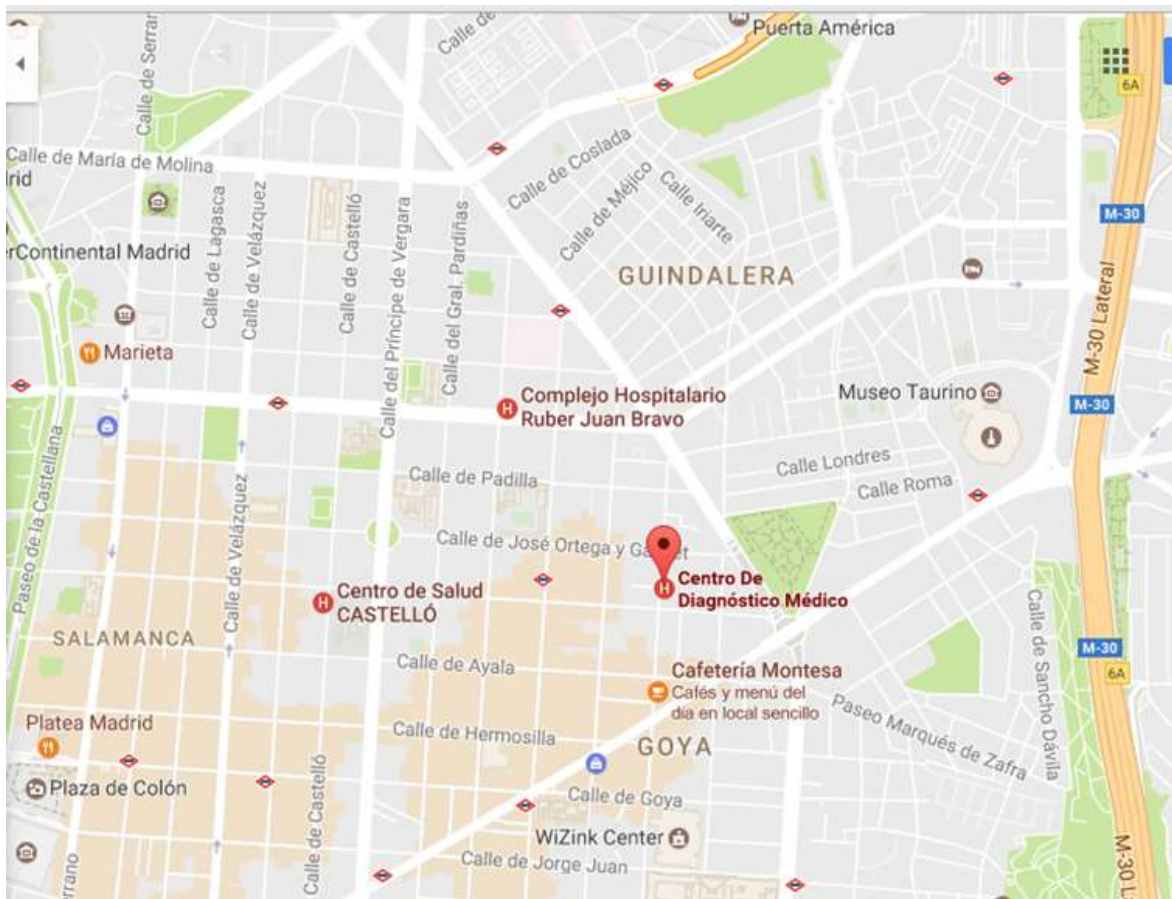 Puerta América
Calle de
Calle de Serran
6A
Calle de María de Molina
Calle de Coslada
Calle de Méjico
Calle Iriarte
drid
M-30
erContinental Madrid
Calle de Lagasca
Calle de Velázquez
Calle de Castelló
Calle del Príncipe de Vergara
Calle del Gral. Pardiñas
GUINDALERA
M-30 Lateral
Marieta
Complejo Hospitalario
Ruber Juan Bravo
Museo Taurino
M-30
Paseo de la Castellana
Calle de Velázquez
Calle de Padilla
Calle Londres
Calle Roma
Calle de José Ortega y Ga
et
Centro De
Diagnóstico Médico
Centro de Salud
CASTELLÓ
Calle de Sancho Dávila
SALAMANCA
M-30
6A
Calle de Ayala
Cafetería Montesa
Cafés y menú del
día en local sencillo
Paseo Marqués de Zafra
Platea Madrid
Calle de Hermosilla
GOYA
Plaza de Colón
Calle de Castelló
Calle de Goya
WiZink Center
Calle de Jorge Juan
errano
M-30 L
H
H
H